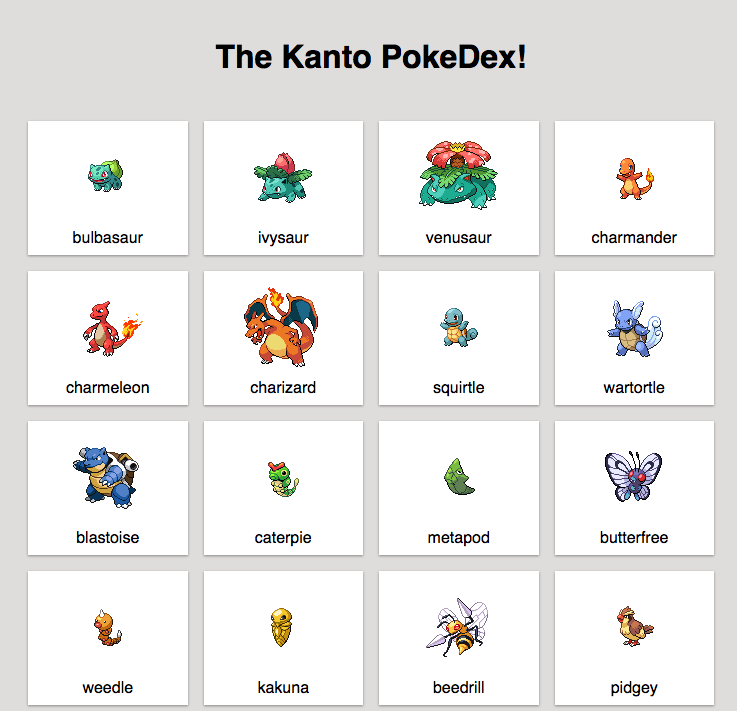 The Kanto PokeDex!
bulbasaur
ivysaur
venusaur
charmander
charmeleon
charizard
squirtle
wartortle
blastoise
caterpie
metapod
butterfree
weedle
kakuna
beedrill
pidgey